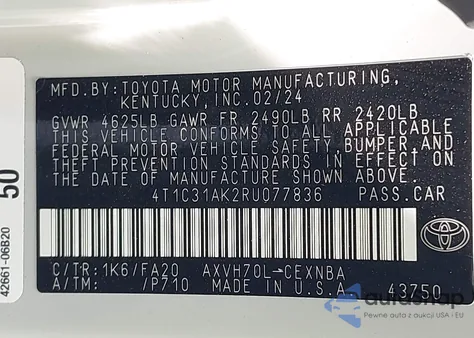 MFD. BY: TOYOTA MOTOR MANUFACTURING,
KENTUCKY, INC. 02/24
GVWR 4625LB GAWR FR 2490LB RR 2420LB
THIS VEHICLE CONFORMS TO ALL APPLICABLE
FEDERAL MOTOR VEHICLE SAFETY, BUMPER, AND
THEFT PREVENTION STANDARDS IN EFFECT ON
THE DATE OF MANUFACTURE SHOWN ABOVE.
4T1C31AK2RU077836 PASS. CAR
C/TR: 1K6/FA20 AXVH70L-CEXNBA
A/TM: /P710 MADE IN U.S.A. 43750
TOYOTA
50
42661-06B20
autoshap
Pewne auta z USA i EU